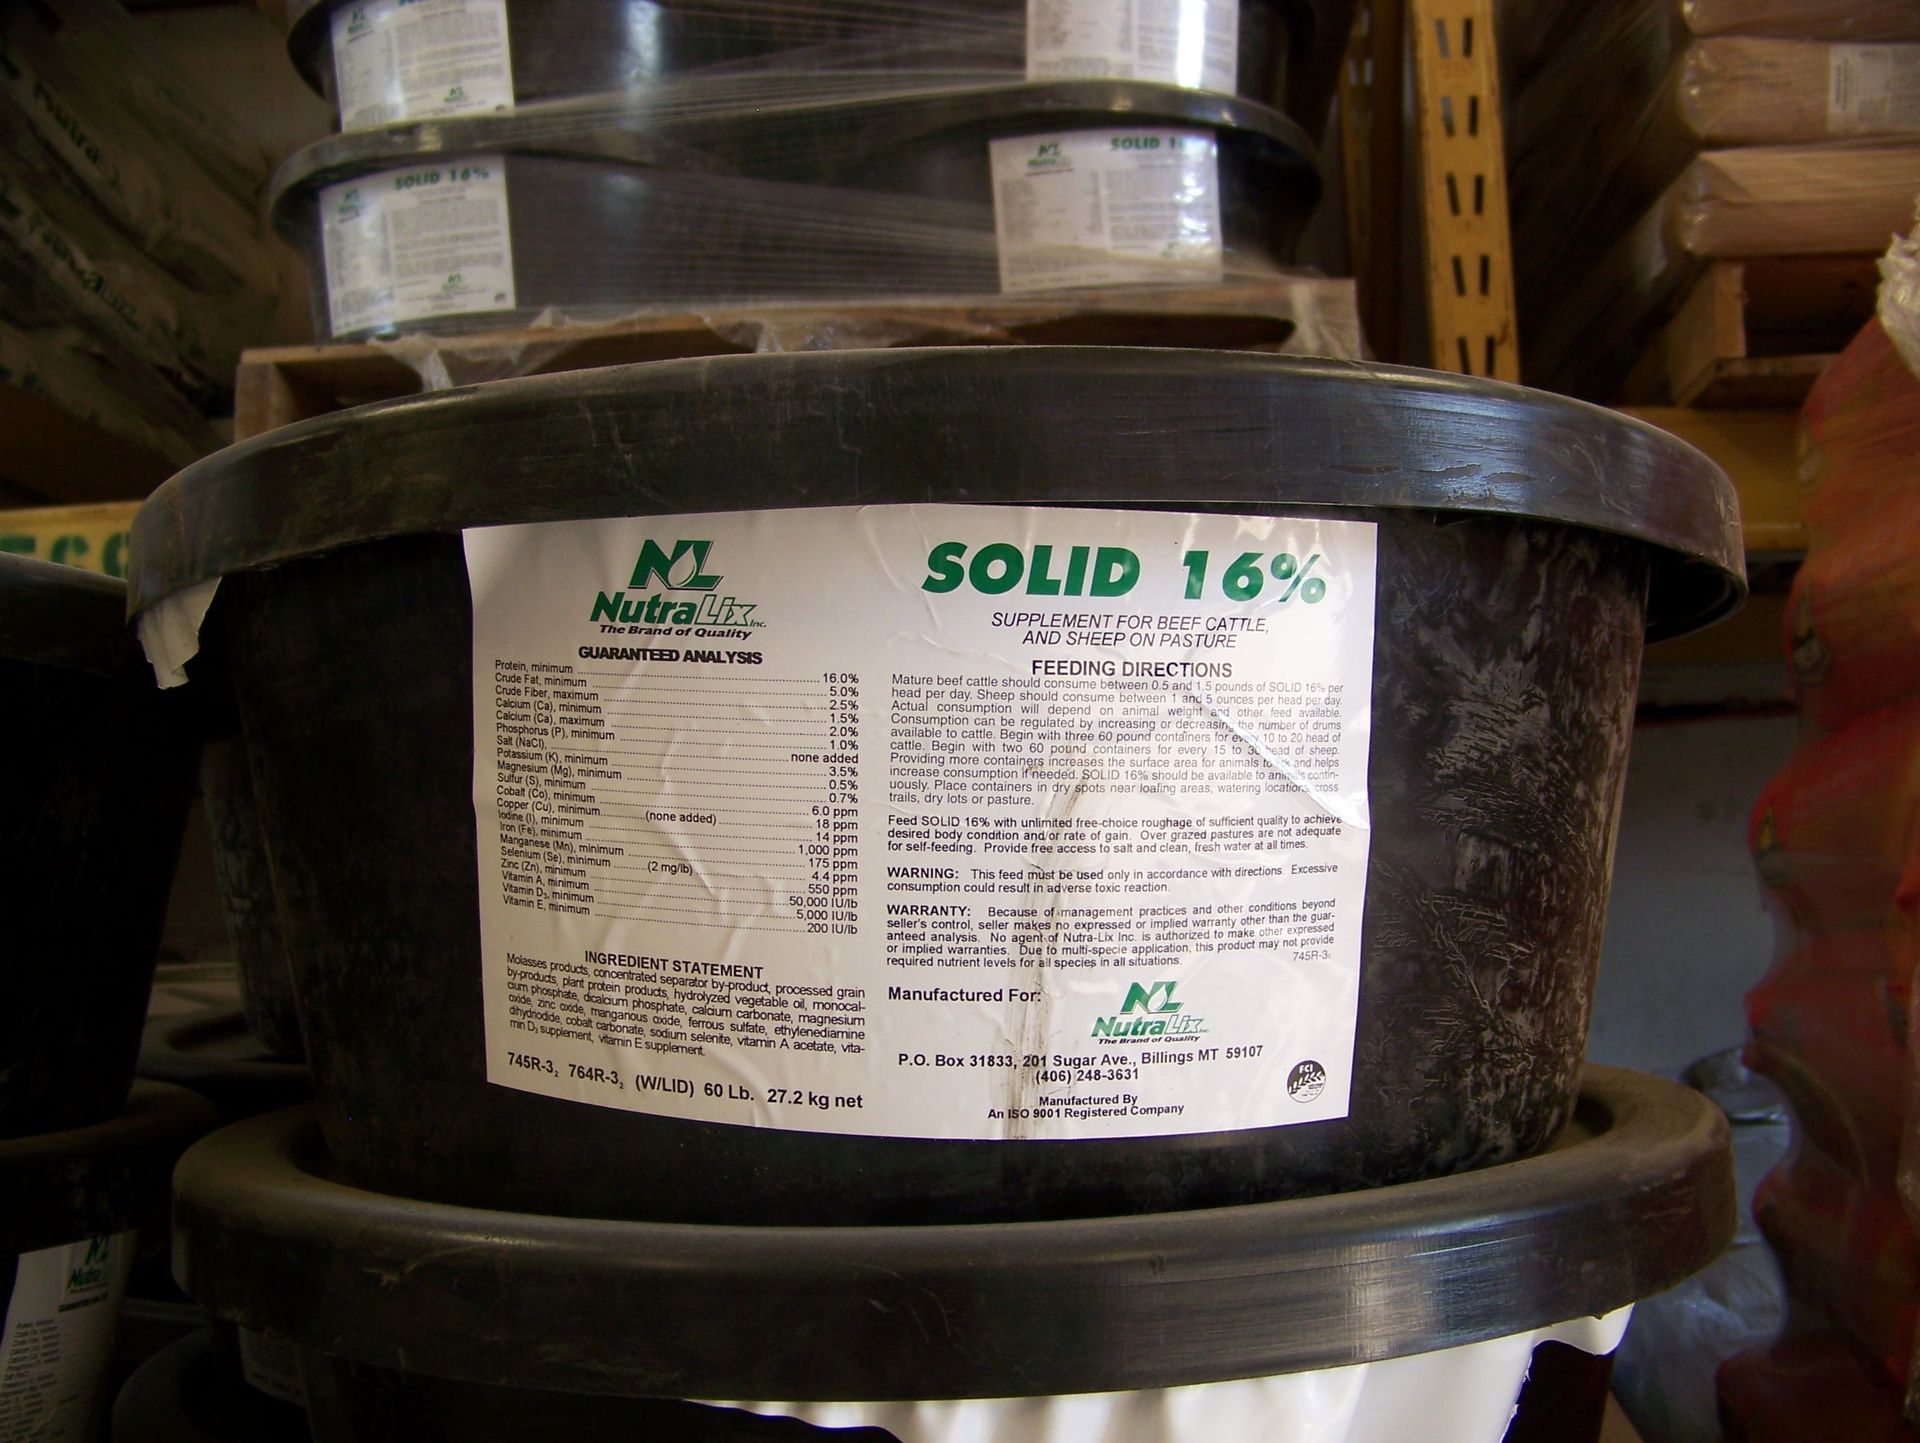 SOLID 16%
SOLID 1
NutraLix
NL
NutraLix Inc.
The Brand of Quality
GUARANTEED ANALYSIS
Protein, minimum 16.0%
Crude Fat, minimum 5.0%
Crude Fiber, maximum 2.5%
Calcium (Ca), minimum 1.5%
Calcium (Ca), maximum 2.0%
Phosphorus (P), minimum 1.0%
Salt (NaCl), none added
Potassium (K), minimum 3.5%
Magnesium (Mg), minimum 0.5%
Sulfur (S), minimum 0.7%
Cobalt (Co), minimum 6.0 ppm
Copper (Cu), minimum (none added) 18 ppm
Iodine (I), minimum 14 ppm
Iron (Fe), minimum 1,000 ppm
Manganese (Mn), minimum 175 ppm
Selenium (Se), minimum (2 mg/lb) 4.4 ppm
Zinc (Zn), minimum 550 ppm
Vitamin A, minimum 50,000 IU/lb
Vitamin D3, minimum 5,000 IU/lb
Vitamin E, minimum 200 IU/lb
INGREDIENT STATEMENT
Molasses products, concentrated separator by-product, processed grain
by-products, plant protein products, hydrolyzed vegetable oil, monocal-
cium phosphate, dicalcium phosphate, calcium carbonate, magnesium
oxide, zinc oxide, manganous oxide, ferrous sulfate, ethylenediamine
dihydriodide, cobalt carbonate, sodium selenite, vitamin A acetate, vita-
min D3 supplement, vitamin E supplement.
745R-32 764R-32 (W/LID) 60 Lb. 27.2 kg net
SOLID 16%
SUPPLEMENT FOR BEEF CATTLE,
AND SHEEP ON PASTURE
FEEDING DIRECTIONS
Mature beef cattle should consume between 0.5 and 1.5 pounds of SOLID 16% per
head per day. Sheep should consume between 1 and 5 ounces per head per day.
Actual consumption will depend on animal weight and other feed available.
Consumption can be regulated by increasing or decreasing the number of drums
available to cattle. Begin with three 60 pound containers for every 10 to 20 head of
cattle. Begin with two 60 pound containers for every 15 to 30 head of sheep.
Providing more containers increases the surface area for animals to lick and helps
increase consumption if needed. SOLID 16% should be available to animals contin-
uously. Place containers in dry spots near loafing areas, watering locations, cross
trails, dry lots or pasture.
Feed SOLID 16% with unlimited free-choice roughage of sufficient quality to achieve
desired body condition and/or rate of gain. Over grazed pastures are not adequate
for self-feeding. Provide free access to salt and clean, fresh water at all times.
WARNING: This feed must be used only in accordance with directions. Excessive
consumption could result in adverse toxic reaction.
WARRANTY: Because of management practices and other conditions beyond
seller's control, seller makes no expressed or implied warranty other than the guar-
anteed analysis. No agent of Nutra-Lix Inc. is authorized to make other expressed
or implied warranties. Due to multi-specie application, this product may not provide
required nutrient levels for all species in all situations. 745R-32
Manufactured For:
NL
NutraLix Inc.
The Brand of Quality
P.O. Box 31833, 201 Sugar Ave., Billings MT 59107
(406) 248-3631
Manufactured By
An ISO 9001 Registered Company
FCI